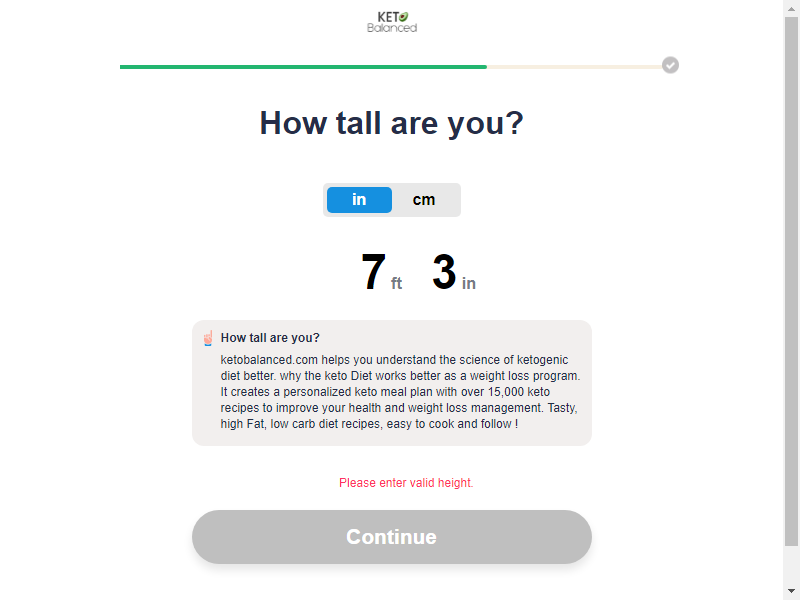 KETO
Balanced
How tall are you?
in cm
7 ft 3 in
How tall are you?
ketobalanced.com helps you understand the science of ketogenic
diet better. why the keto Diet works better as a weight loss program.
It creates a personalized keto meal plan with over 15,000 keto
recipes to improve your health and weight loss management. Tasty,
high Fat, low carb diet recipes, easy to cook and follow !
Please enter valid height.
Continue